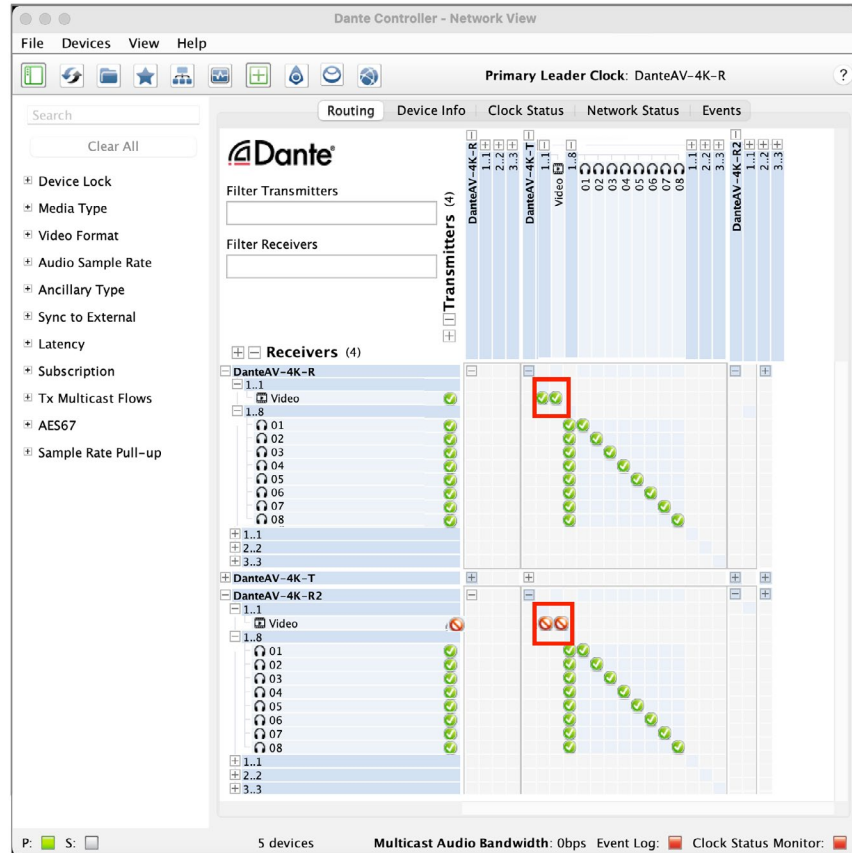 Dante Controller - Network View
File Devices View Help
Primary Leader Clock: DanteAV-4K-R
?
Search
Clear All
Device Lock
Media Type
Video Format
Audio Sample Rate
Ancillary Type
Sync to External
Latency
Subscription
Tx Multicast Flows
AES67
Sample Rate Pull-up
Routing Device Info Clock Status Network Status Events
Dante®
Filter Transmitters
Filter Receivers
Transmitters (4)
DanteAV-4K-R
1..1
2..2
3..3
DanteAV-4K-T
1..1
Video
1..8
01
02
03
04
05
06
07
08
1..1
2..2
3..3
DanteAV-4K-R2
1..1
2..2
3..3
Receivers (4)
DanteAV-4K-R
1..1
Video
1..8
01
02
03
04
05
06
07
08
1..1
2..2
3..3
DanteAV-4K-T
DanteAV-4K-R2
1..1
Video
1..8
01
02
03
04
05
06
07
08
1..1
2..2
3..3
P: S: 5 devices Multicast Audio Bandwidth: 0bps Event Log: Clock Status Monitor: